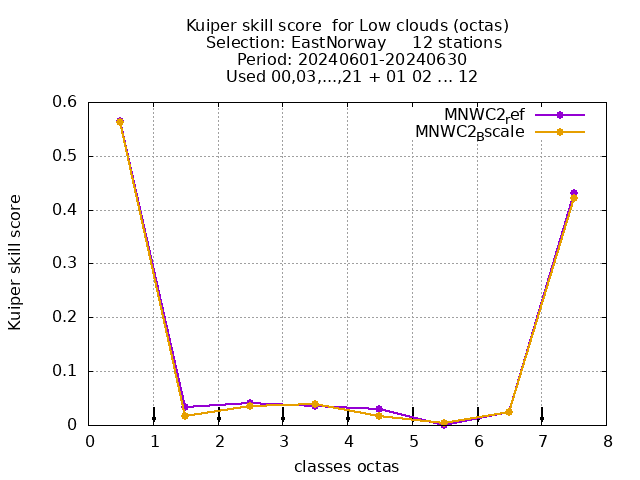 Kuiper skill score  for Low clouds (octas)
Selection: EastNorway     12 stations
Period: 20240601-20240630
Used 00,03,...,21 + 01 02 ... 12
MNWC2ref
MNWC2Bscale
0.6
0.5
0.4
0.3
0.2
0.1
0
Kuiper skill score
0 1 2 3 4 5 6 7 8
classes octas